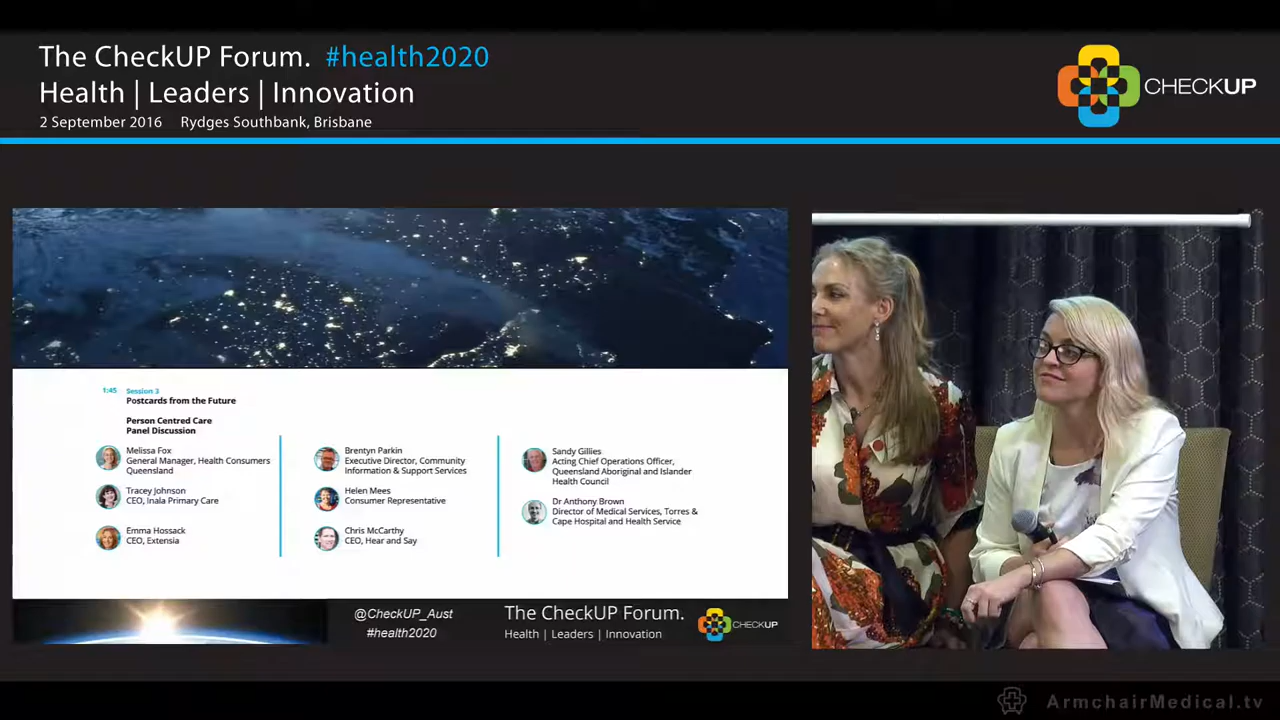 The CheckUP Forum. #health2020
Health | Leaders | Innovation
2 September 2016 Rydges Southbank, Brisbane
CHECKUP
1:45 Session 3
Postcards from the Future
Person Centred Care
Panel Discussion
Melissa Fox
General Manager, Health Consumers
Queensland
Tracey Johnson
CEO, Inala Primary Care
Emma Hossack
CEO, Extensia
Brentyn Parkin
Executive Director, Community
Information & Support Services
Helen Mees
Consumer Representative
Chris McCarthy
CEO, Hear and Say
Sandy Gillies
Acting Chief Operations Officer,
Queensland Aboriginal and Islander
Health Council
Dr Anthony Brown
Director of Medical Services, Torres &
Cape Hospital and Health Service
@CheckUP_Aust
#health2020
The CheckUP Forum.
Health | Leaders | Innovation
CHECKUP
ArmchairMedical.tv